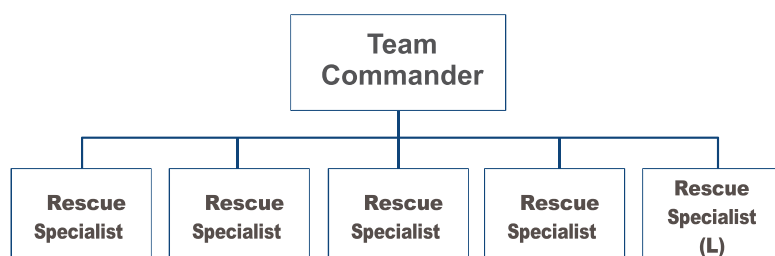 Team
Commander
Rescue
Specialist
Rescue
Specialist
Rescue
Specialist
Rescue
Specialist
Rescue
Specialist
(L)